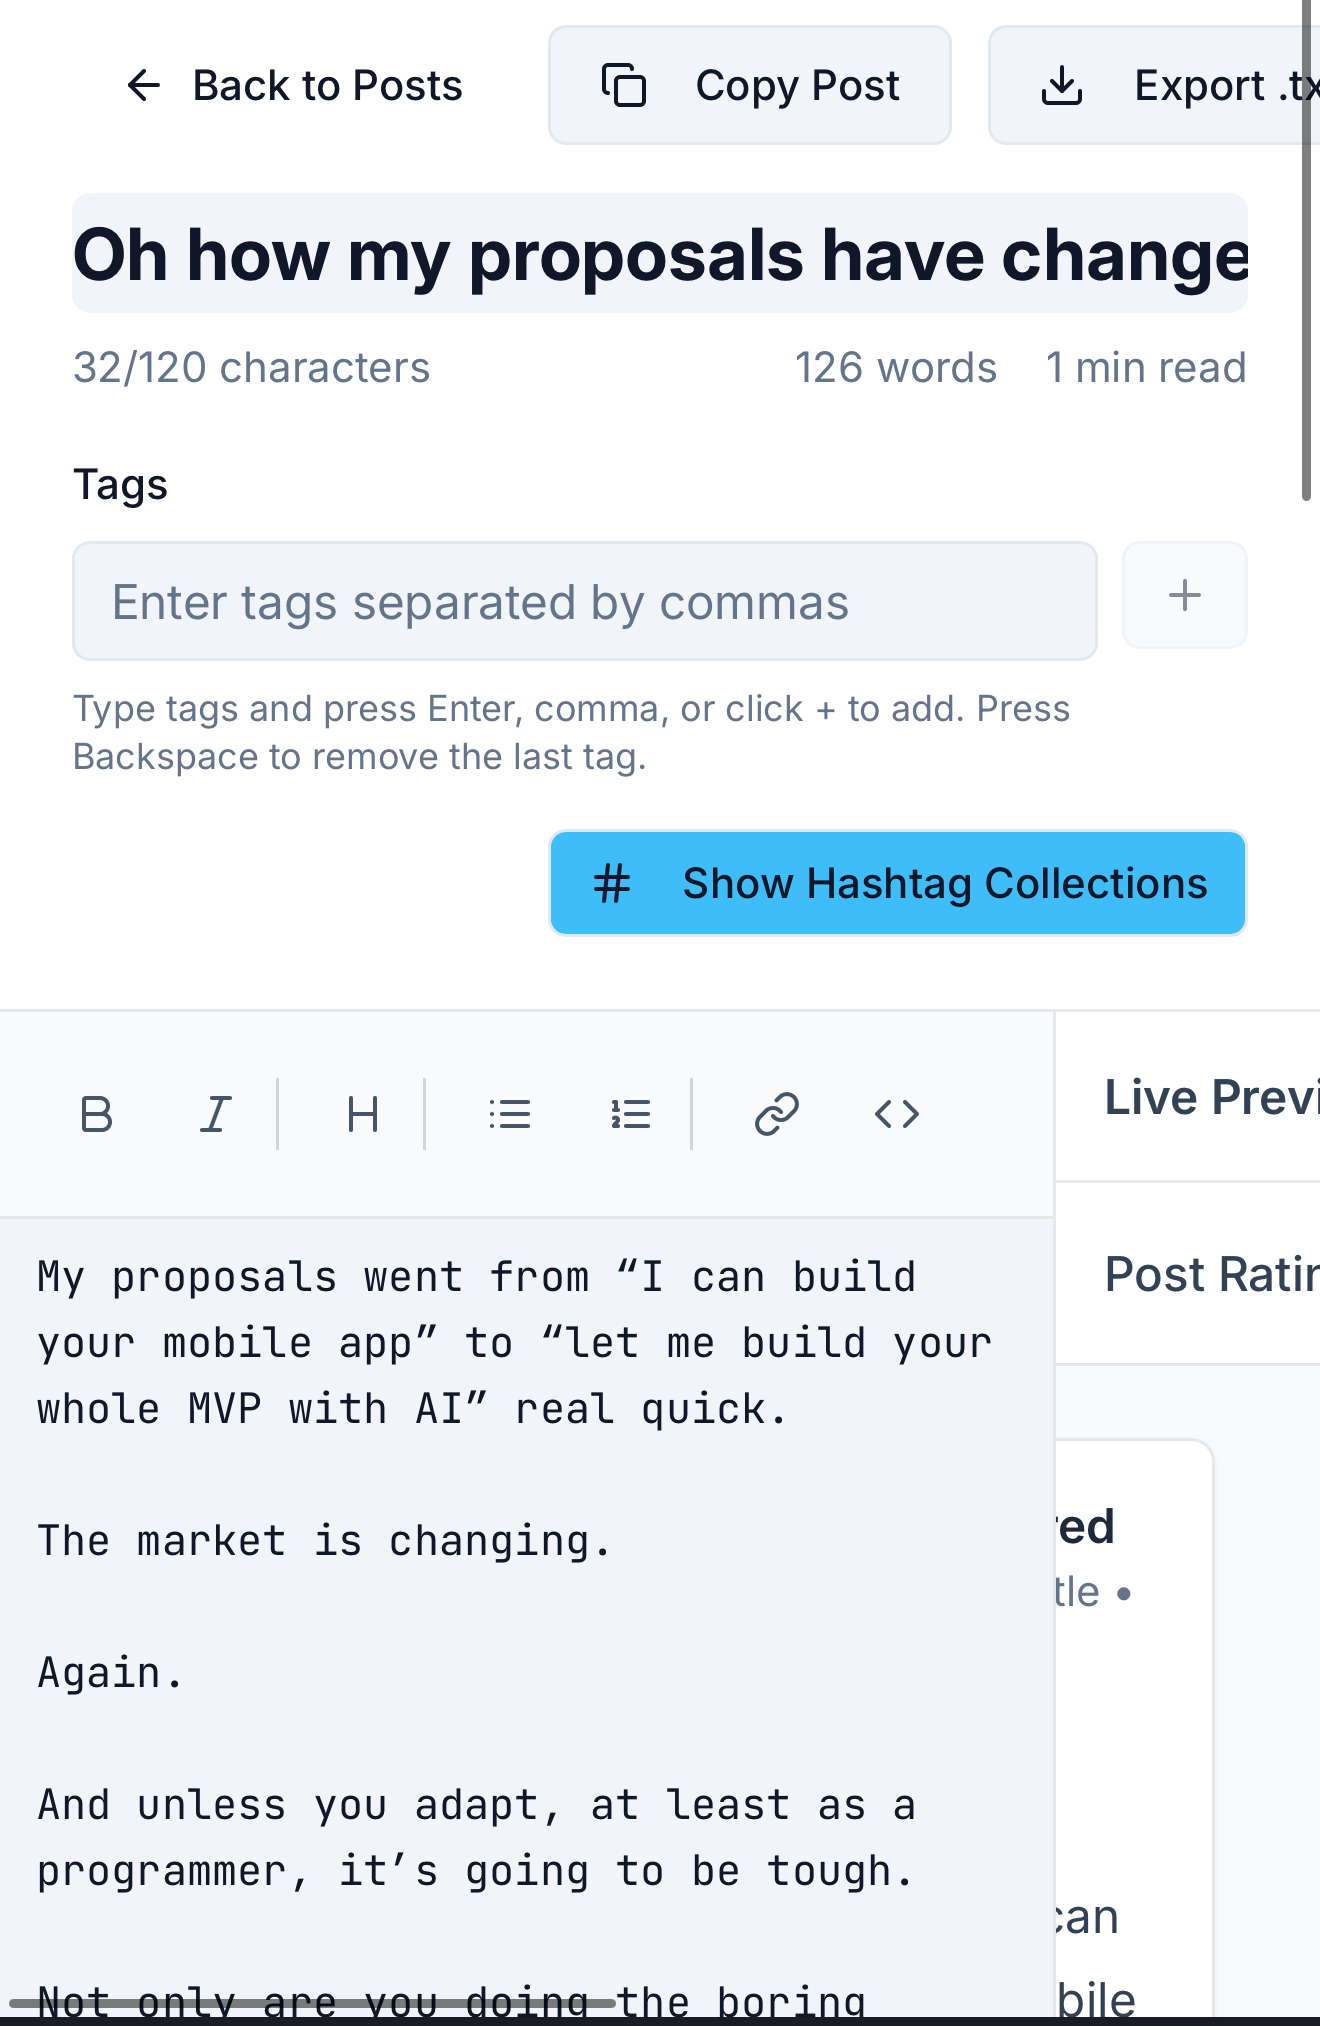 Back to Posts
Copy Post
Export .tx
Oh how my proposals have change
32/120 characters
126 words
1 min read
Tags
Enter tags separated by commas
Type tags and press Enter, comma, or click + to add. Press
Backspace to remove the last tag.
# Show Hashtag Collections
B I H
Live Previ
Post Ratin
My proposals went from “I can build
your mobile app” to “let me build your
whole MVP with AI” real quick.
The market is changing.
Again.
And unless you adapt, at least as a
programmer, it’s going to be tough.
Not only are you doing the boring
red
tle •
can
bile